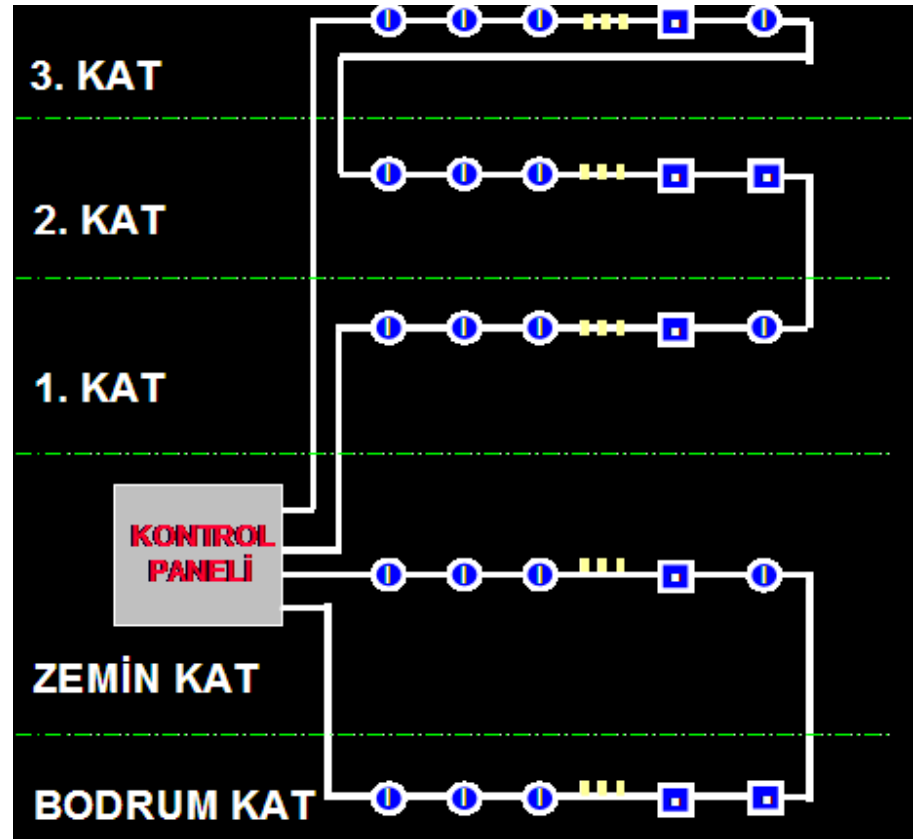 3. KAT
2. KAT
1. KAT
KONTROL
PANELİ
ZEMİN KAT
BODRUM KAT